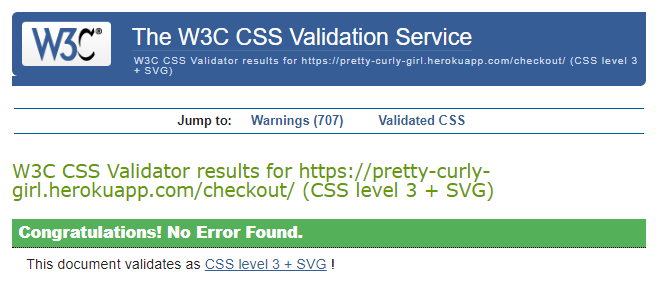 W3C®
The W3C CSS Validation Service
W3C CSS Validator results for https://pretty-curly-girl.herokuapp.com/checkout/ (CSS level 3
+ SVG)
Jump to: Warnings (707) Validated CSS
W3C CSS Validator results for https://pretty-curly-
girl.herokuapp.com/checkout/ (CSS level 3 + SVG)
Congratulations! No Error Found.
This document validates as CSS level 3 + SVG !